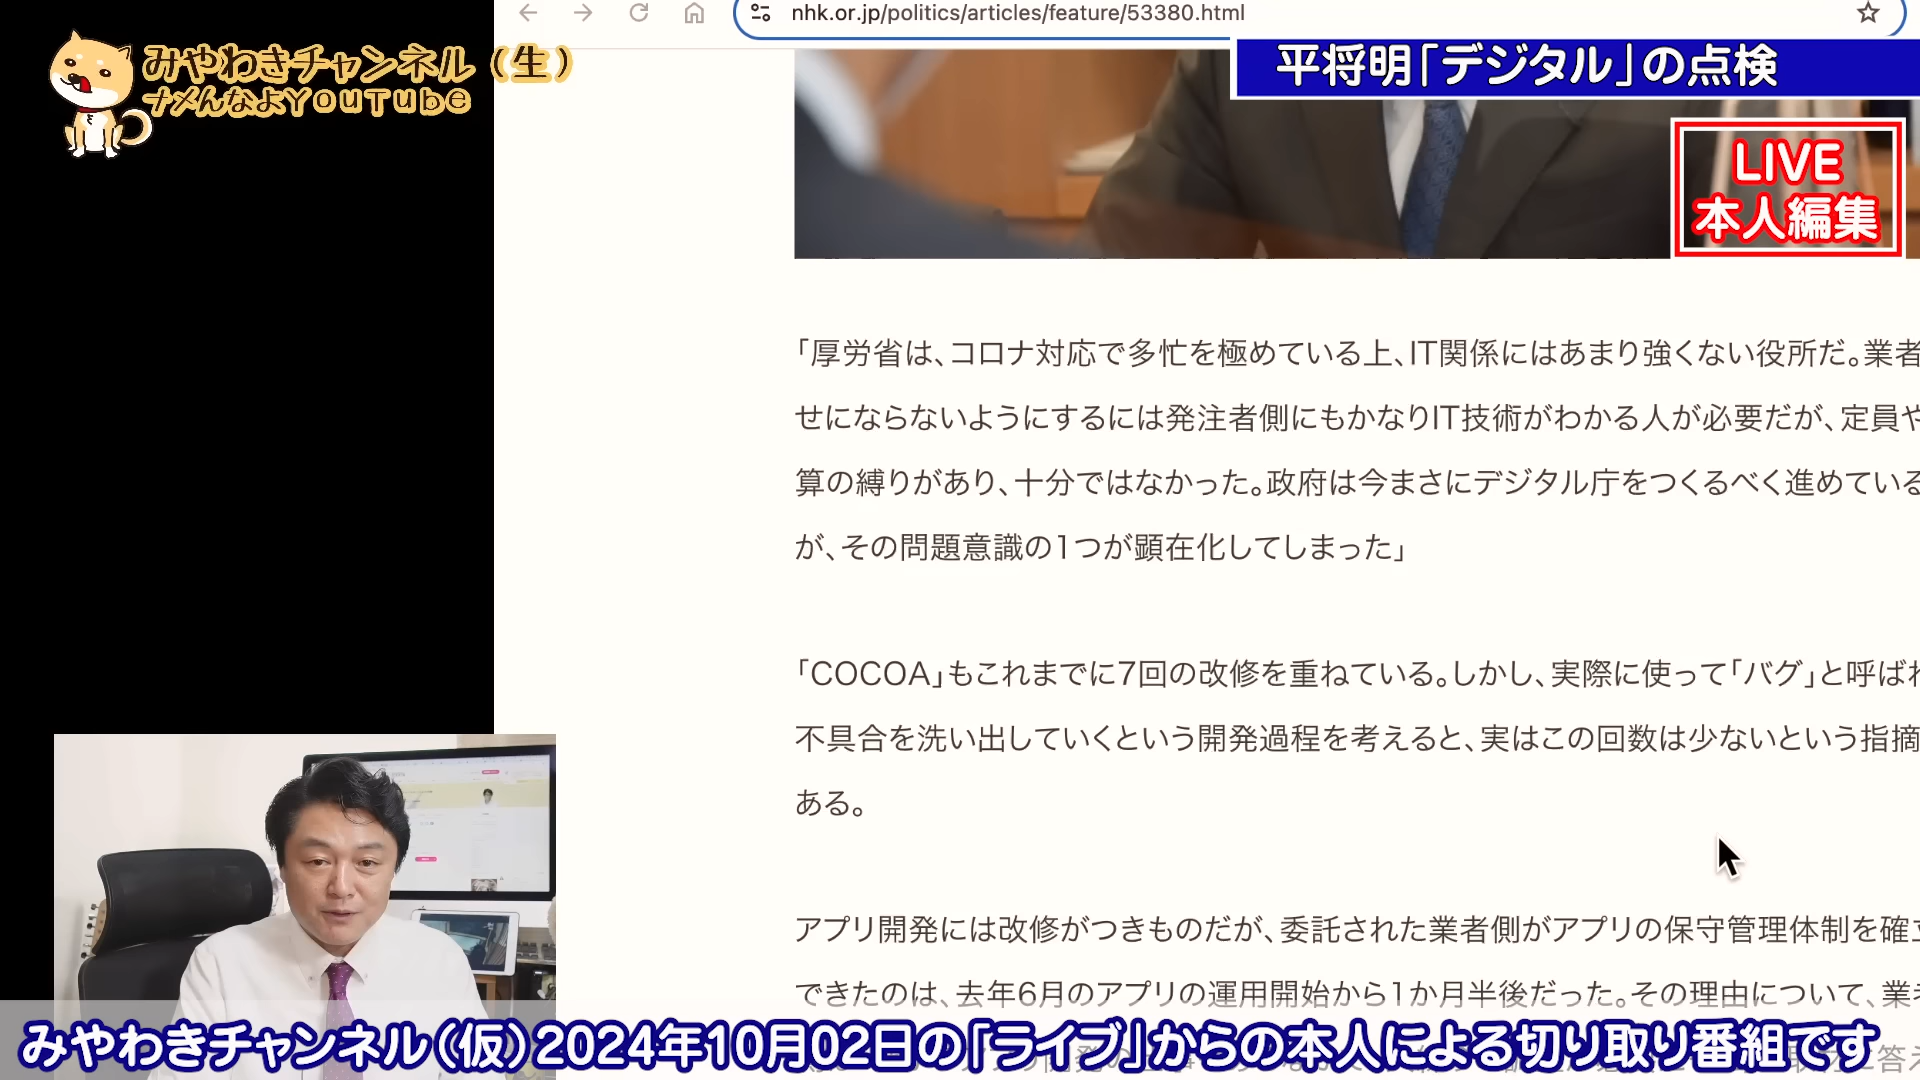 nhk.or.jp/politics/articles/feature/53380.html
みやわきチャンネル（生）
ナメんなよYouTube
平将明「デジタル」の点検
LIVE
本人編集
「厚労省は、コロナ対応で多忙を極めている上、IT関係にはあまり強くない役所だ。業者
せにならないようにするには発注者側にもかなりIT技術がわかる人が必要だが、定員や
算の縛りがあり、十分ではなかった。政府は今まさにデジタル庁をつくるべく進めている
が、その問題意識の1つが顕在化してしまった」
「COCOA」もこれまでに7回の改修を重ねている。しかし、実際に使って「バグ」と呼ばれ
不具合を洗い出していくという開発過程を考えると、実はこの回数は少ないという指摘
ある。
アプリ開発には改修がつきものだが、委託された業者側がアプリの保守管理体制を確立
できたのは、去年6月のアプリの運用開始から1か月半後だった。その理由について、業者
みやわきチャンネル（仮）2024年10月02日の「ライブ」からの本人による切り取り番組です